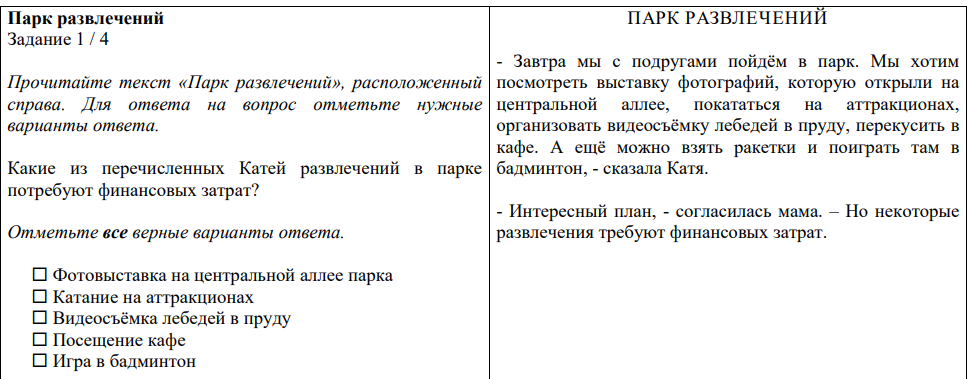 Парк развлечений
Задание 1 / 4
Прочитайте текст «Парк развлечений», расположенный
справа. Для ответа на вопрос отметьте нужные
варианты ответа.
Какие из перечисленных Катей развлечений в парке
потребуют финансовых затрат?
Отметьте все верные варианты ответа.
☐ Фотовыставка на центральной аллее парка
☐ Катание на аттракционах
☐ Видеосъёмка лебедей в пруду
☐ Посещение кафе
☐ Игра в бадминтон
ПАРК РАЗВЛЕЧЕНИЙ
- Завтра мы с подругами пойдём в парк. Мы хотим
посмотреть выставку фотографий, которую открыли на
центральной аллее, покататься на аттракционах,
организовать видеосъёмку лебедей в пруду, перекусить в
кафе. А ещё можно взять ракетки и поиграть там в
бадминтон, - сказала Катя.
- Интересный план, - согласилась мама. – Но некоторые
развлечения требуют финансовых затрат.